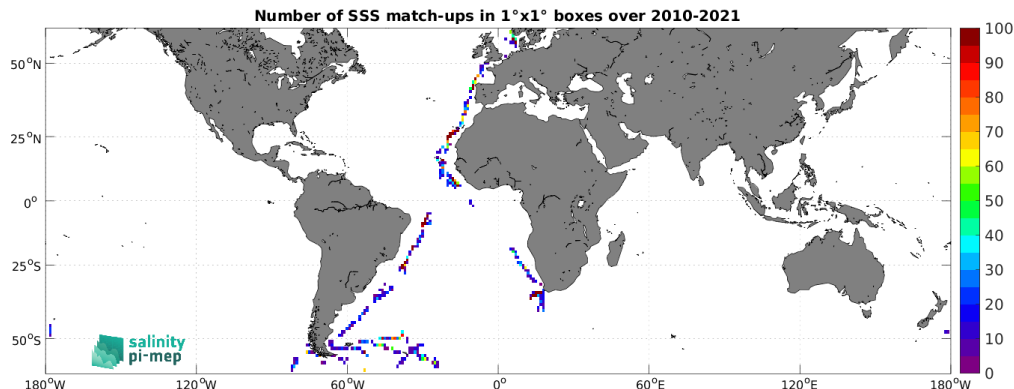 Number of SSS match-ups in 1°x1° boxes over 2010-2021
50°N
25°N
0°
25°S
50°S
180°W
120°W
60°W
0°
60°E
120°E
180°W
100
90
80
70
60
50
40
30
20
10
0
salinity
pi-mep